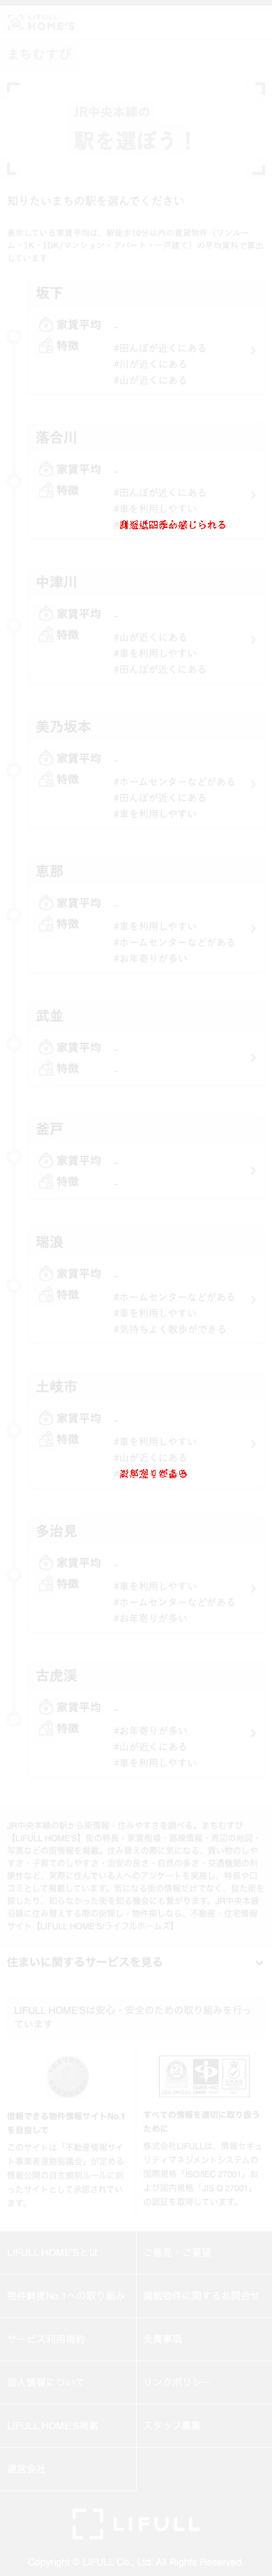 LIFULL
HOME'S
まちむすび
JR中央本線の
駅を選ぼう！
知りたいまちの駅を選んでください
表示している家賃平均は、駅徒歩10分以内の賃貸物件（ワンルー
ム・1K・1DK/マンション・アパート・一戸建て）の平均賃料で算出
しています
坂下
家賃平均 -
特徴
#田んぼが近くにある
#川が近くにある
#山が近くにある
落合川
家賃平均 -
特徴
#田んぼが近くにある
#車を利用しやすい
中津川
家賃平均 -
特徴
#山が近くにある
#車を利用しやすい
#田んぼが近くにある
美乃坂本
家賃平均 -
特徴
#ホームセンターなどがある
#田んぼが近くにある
#車を利用しやすい
恵那
家賃平均 -
特徴
#車を利用しやすい
#ホームセンターなどがある
#お年寄りが多い
武並
家賃平均 -
特徴 -
釜戸
家賃平均 -
特徴 -
瑞浪
家賃平均 -
特徴
#ホームセンターなどがある
#車を利用しやすい
#気持ちよく散歩ができる
土岐市
家賃平均 -
特徴
#車を利用しやすい
#山が近くにある
多治見
家賃平均 -
特徴
#車を利用しやすい
#ホームセンターなどがある
#お年寄りが多い
古虎渓
家賃平均 -
特徴
#お年寄りが多い
#山が近くにある
#車を利用しやすい
JR中央本線の駅から街情報・住みやすさを調べる。まちむすび
【LIFULL HOME'S】街の特長・家賃相場・路線情報・周辺の地図・
写真などの街情報を掲載。住み替えの際に気になる、買い物のしや
すさ・子育てのしやすさ・治安の良さ・自然の多さ・交通機関の利
便性など、実際に住んでいる人へのアンケートを実施し、特長や口
コミとして掲載しています。気になる街の情報だけでなく、似た街を
探したり、知らなかった街を知る機会にも繋がります。JR中央本線
沿線に住み替えする際の街探し・物件探しなら、不動産・住宅情報
サイト【LIFULL HOME'S/ライフルホームズ】
住まいに関するサービスを見る
LIFULL HOME'Sは安心・安全のための取り組みを行っ
ています
信頼できる物件情報サイトNo.1
を目指して
このサイトは「不動産情報サイ
ト事業者連絡協議会」が定める
情報公開の自主規制ルールに則
ったサイトとして承認されてい
ます。
すべての情報を適切に取り扱う
ために
株式会社LIFULLは、情報セキュ
リティマネジメントシステムの
国際規格「ISO/IEC 27001」お
よび国内規格「JIS Q 27001」
の認証を取得しています。
LIFULL HOME'Sとは
ご意見・ご要望
物件鮮度No.1への取り組み
掲載物件に関するお問合せ
サービス利用規約
免責事項
個人情報について
リンクポリシー
LIFULL HOME'S掲載
スタッフ募集
運営会社
LIFULL
Copyright © LIFULL Co., Ltd. All Rights Reserved.